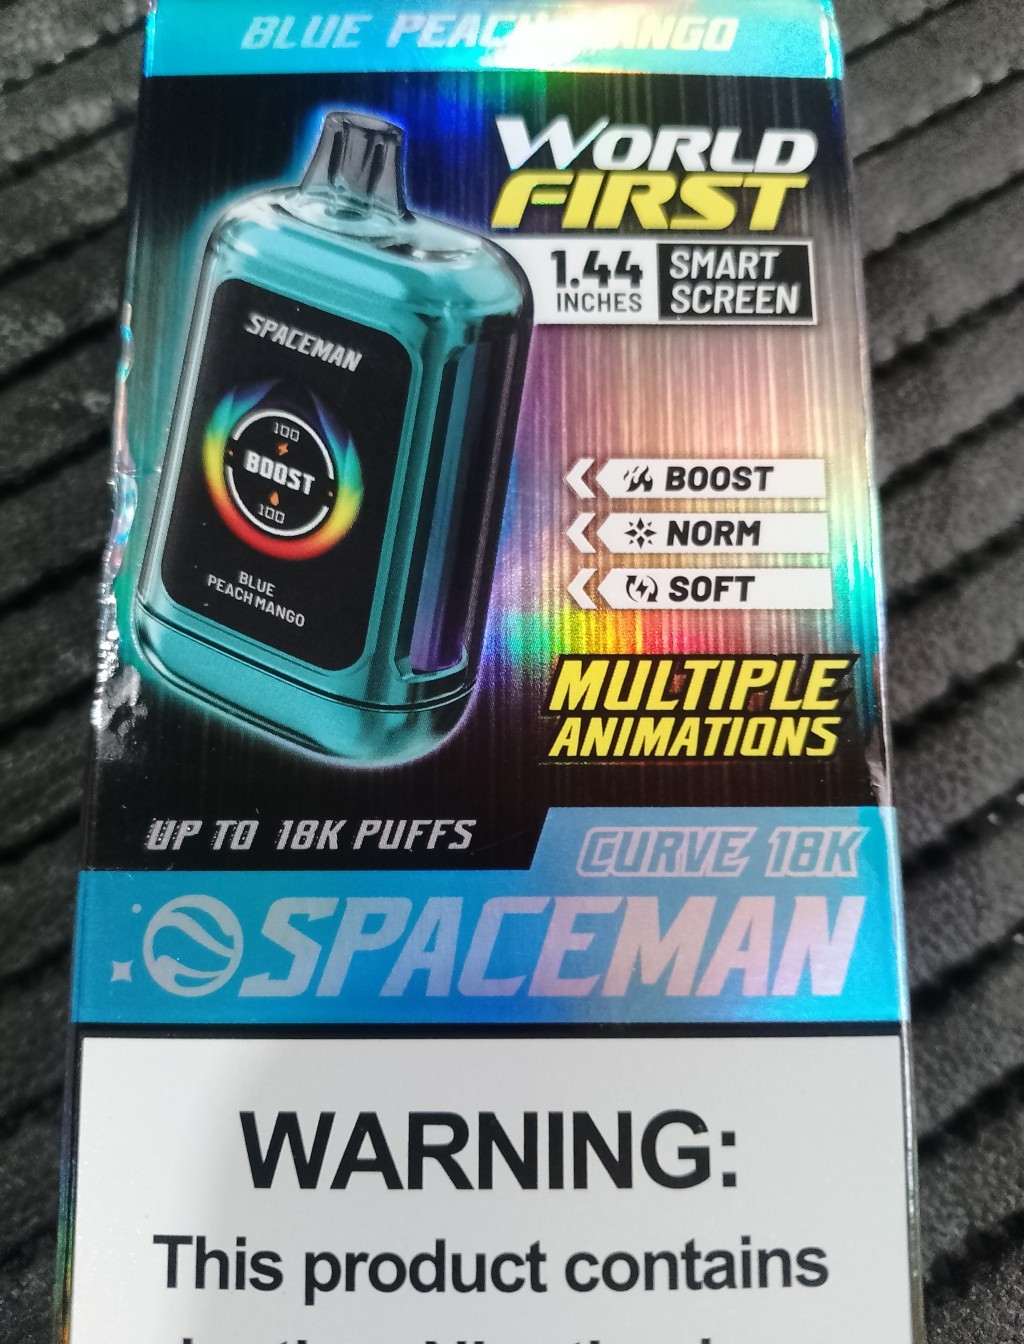 BLUE PEACH MANGO
WORLD
FIRST
1.44
INCHES
SMART
SCREEN
SPACEMAN
100
BOOST
100
BLUE
PEACH MANGO
BOOST
NORM
SOFT
MULTIPLE
ANIMATIONS
UP TO 18K PUFFS
CURVE 18K
SPACEMAN
WARNING:
This product contains